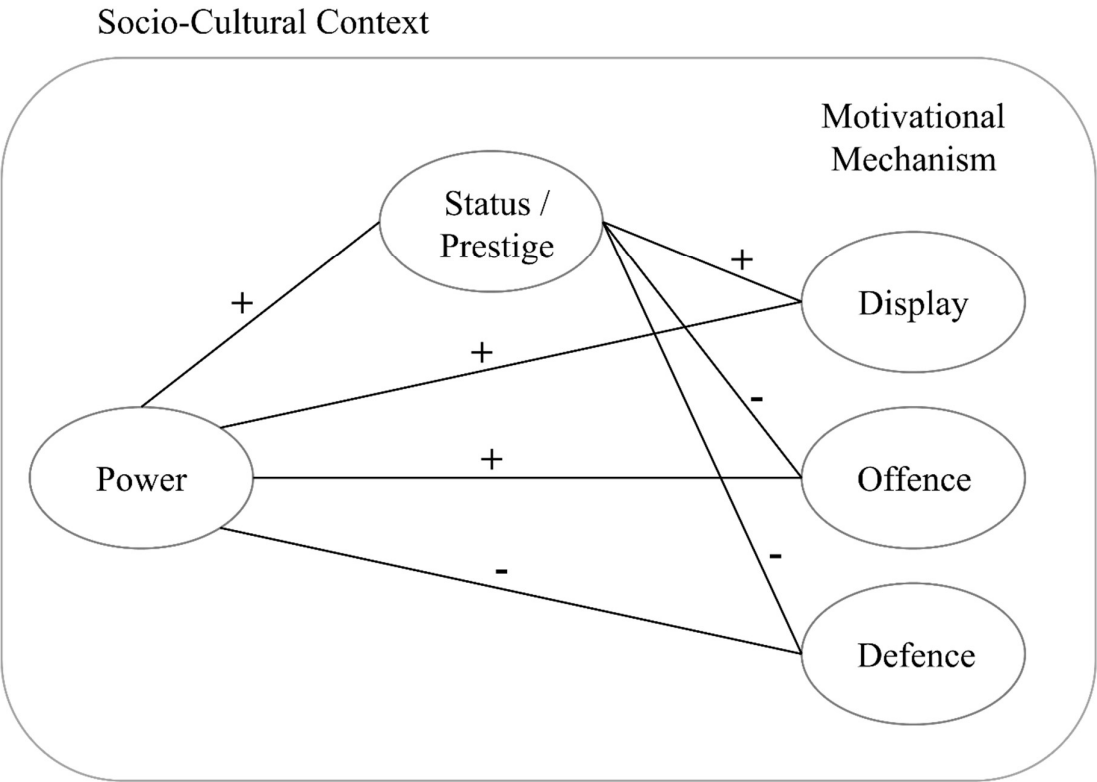 Socio-Cultural Context
Motivational
Mechanism
Status /
Prestige
+
Display
+
+
-
Power
+
Offence
-
-
Defence